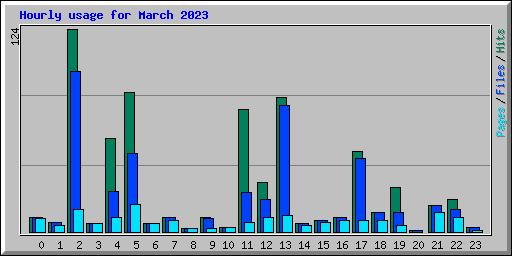 Hourly usage for March 2023
124
Pages/Files/Hits
0 1 2 3 4 5 6 7 8 9 10 11 12 13 14 15 16 17 18 19 20 21 22 23